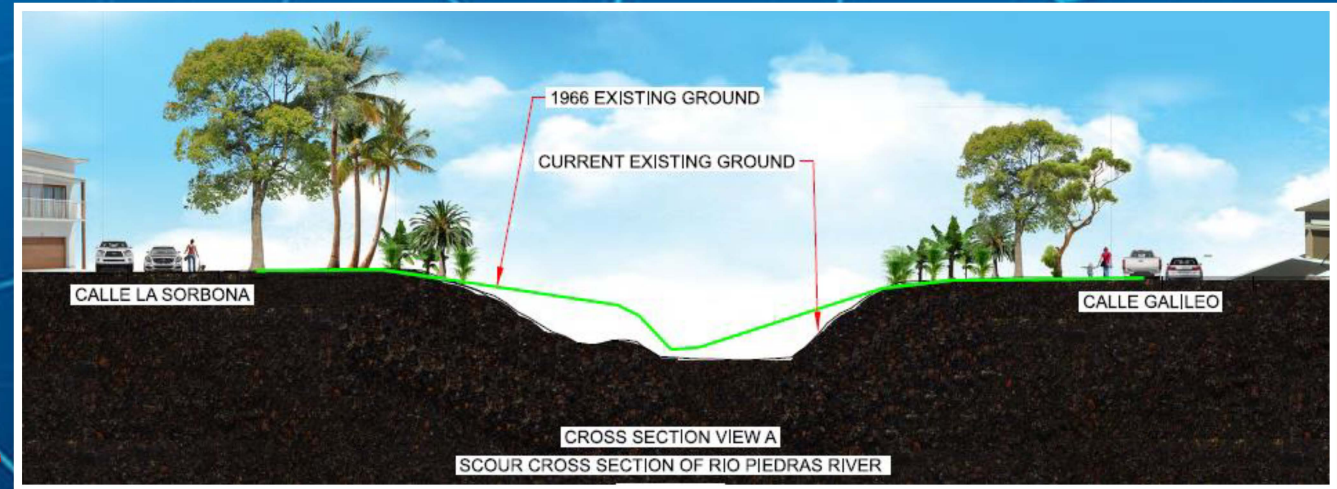 1966 EXISTING GROUND
CURRENT EXISTING GROUND
CALLE LA SORBONA
CALLE GALILEO
CROSS SECTION VIEW A
SCOUR CROSS SECTION OF RIO PIEDRAS RIVER